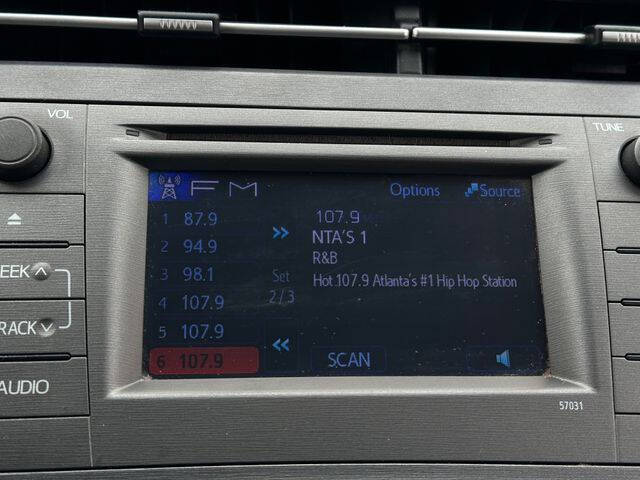 VOL
TUNE
FM
Options
Source
1 87.9
2 94.9
3 98.1
4 107.9
5 107.9
6 107.9
Set
2/3
107.9
NTA'S 1
R&B
Hot 107.9 Atlanta's #1 Hip Hop Station
SCAN
EEK
RACK
AUDIO
57031